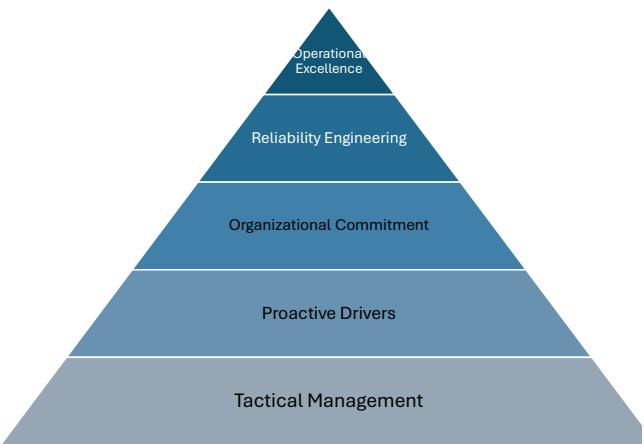 Operational
Excellence
Reliability Engineering
Organizational Commitment
Proactive Drivers
Tactical Management